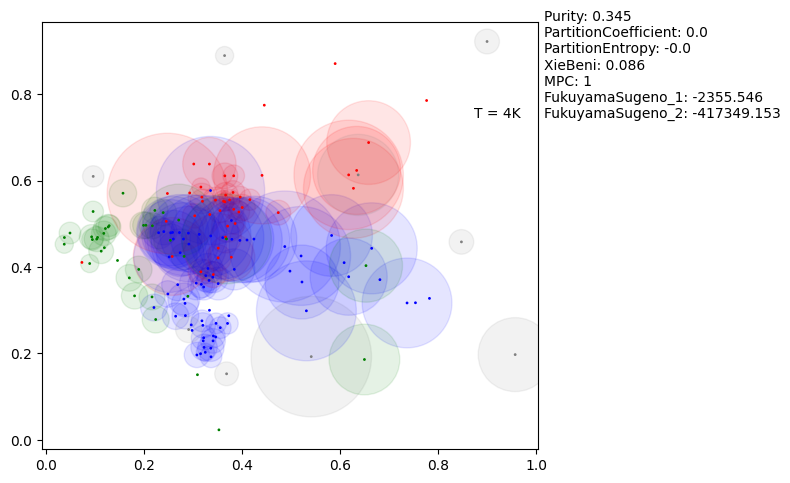 Purity: 0.345
PartitionCoefficient: 0.0
PartitionEntropy: -0.0
XieBeni: 0.086
MPC: 1
FukuyamaSugeno_1: -2355.546
FukuyamaSugeno_2: -417349.153
T = 4K
0.8
0.6
0.4
0.2
0.0
0.0 0.2 0.4 0.6 0.8 1.0